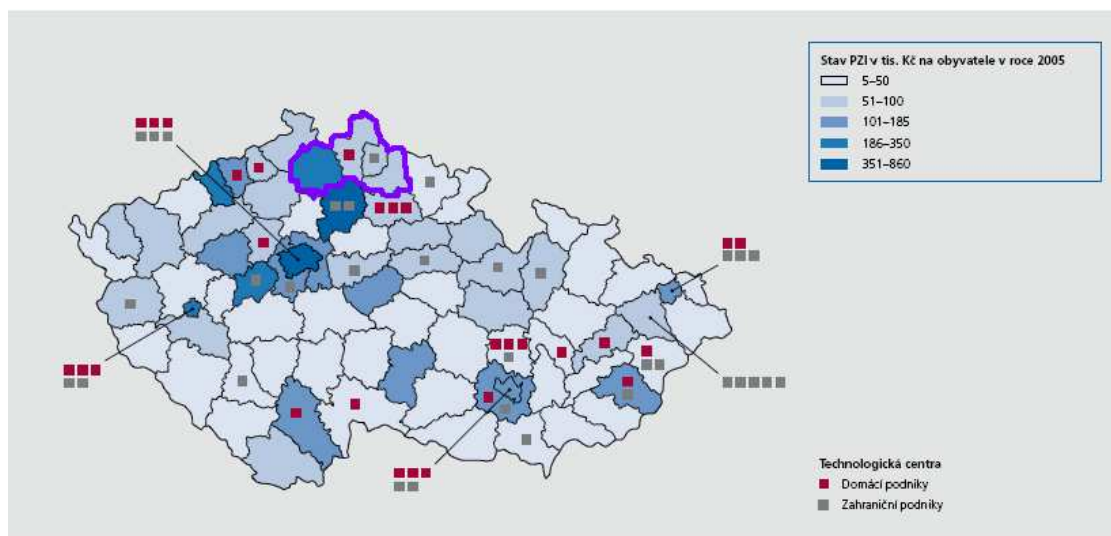 Stav PZI v tis. Kč na obyvatele v roce 2005
5–50
51–100
101–185
186–350
351–860
Technologická centra
Domácí podniky
Zahraniční podniky